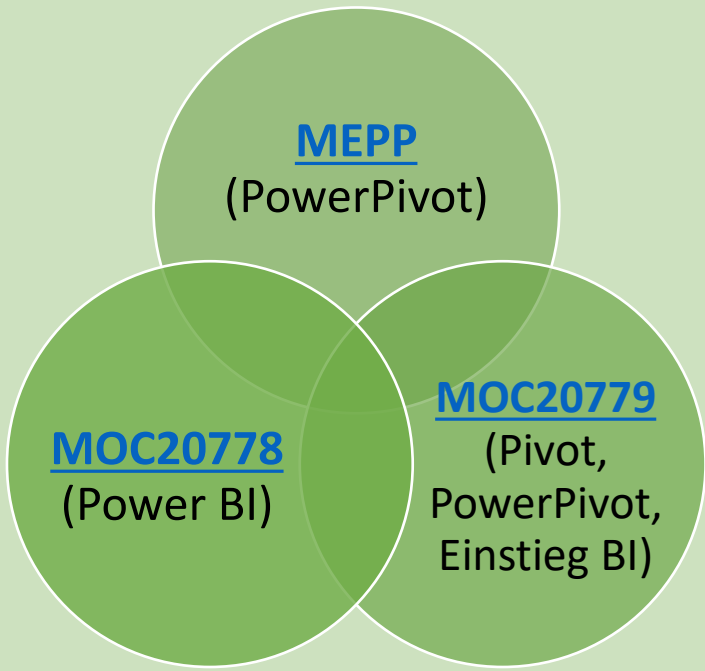 MEPP
(PowerPivot)
MOC20778
(Power BI)
MOC20779
(Pivot,
PowerPivot,
Einstieg BI)